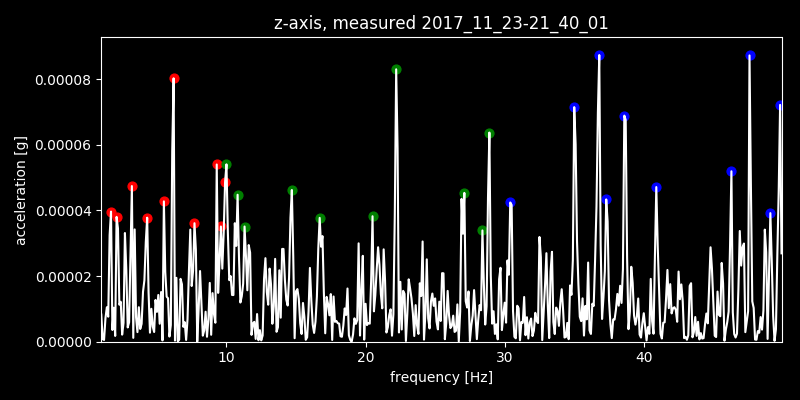 z-axis, measured 2017_11_23-21_40_01
0.00008
0.00006
0.00004
0.00002
0.00000
acceleration [g]
10 20 30 40
frequency [Hz]